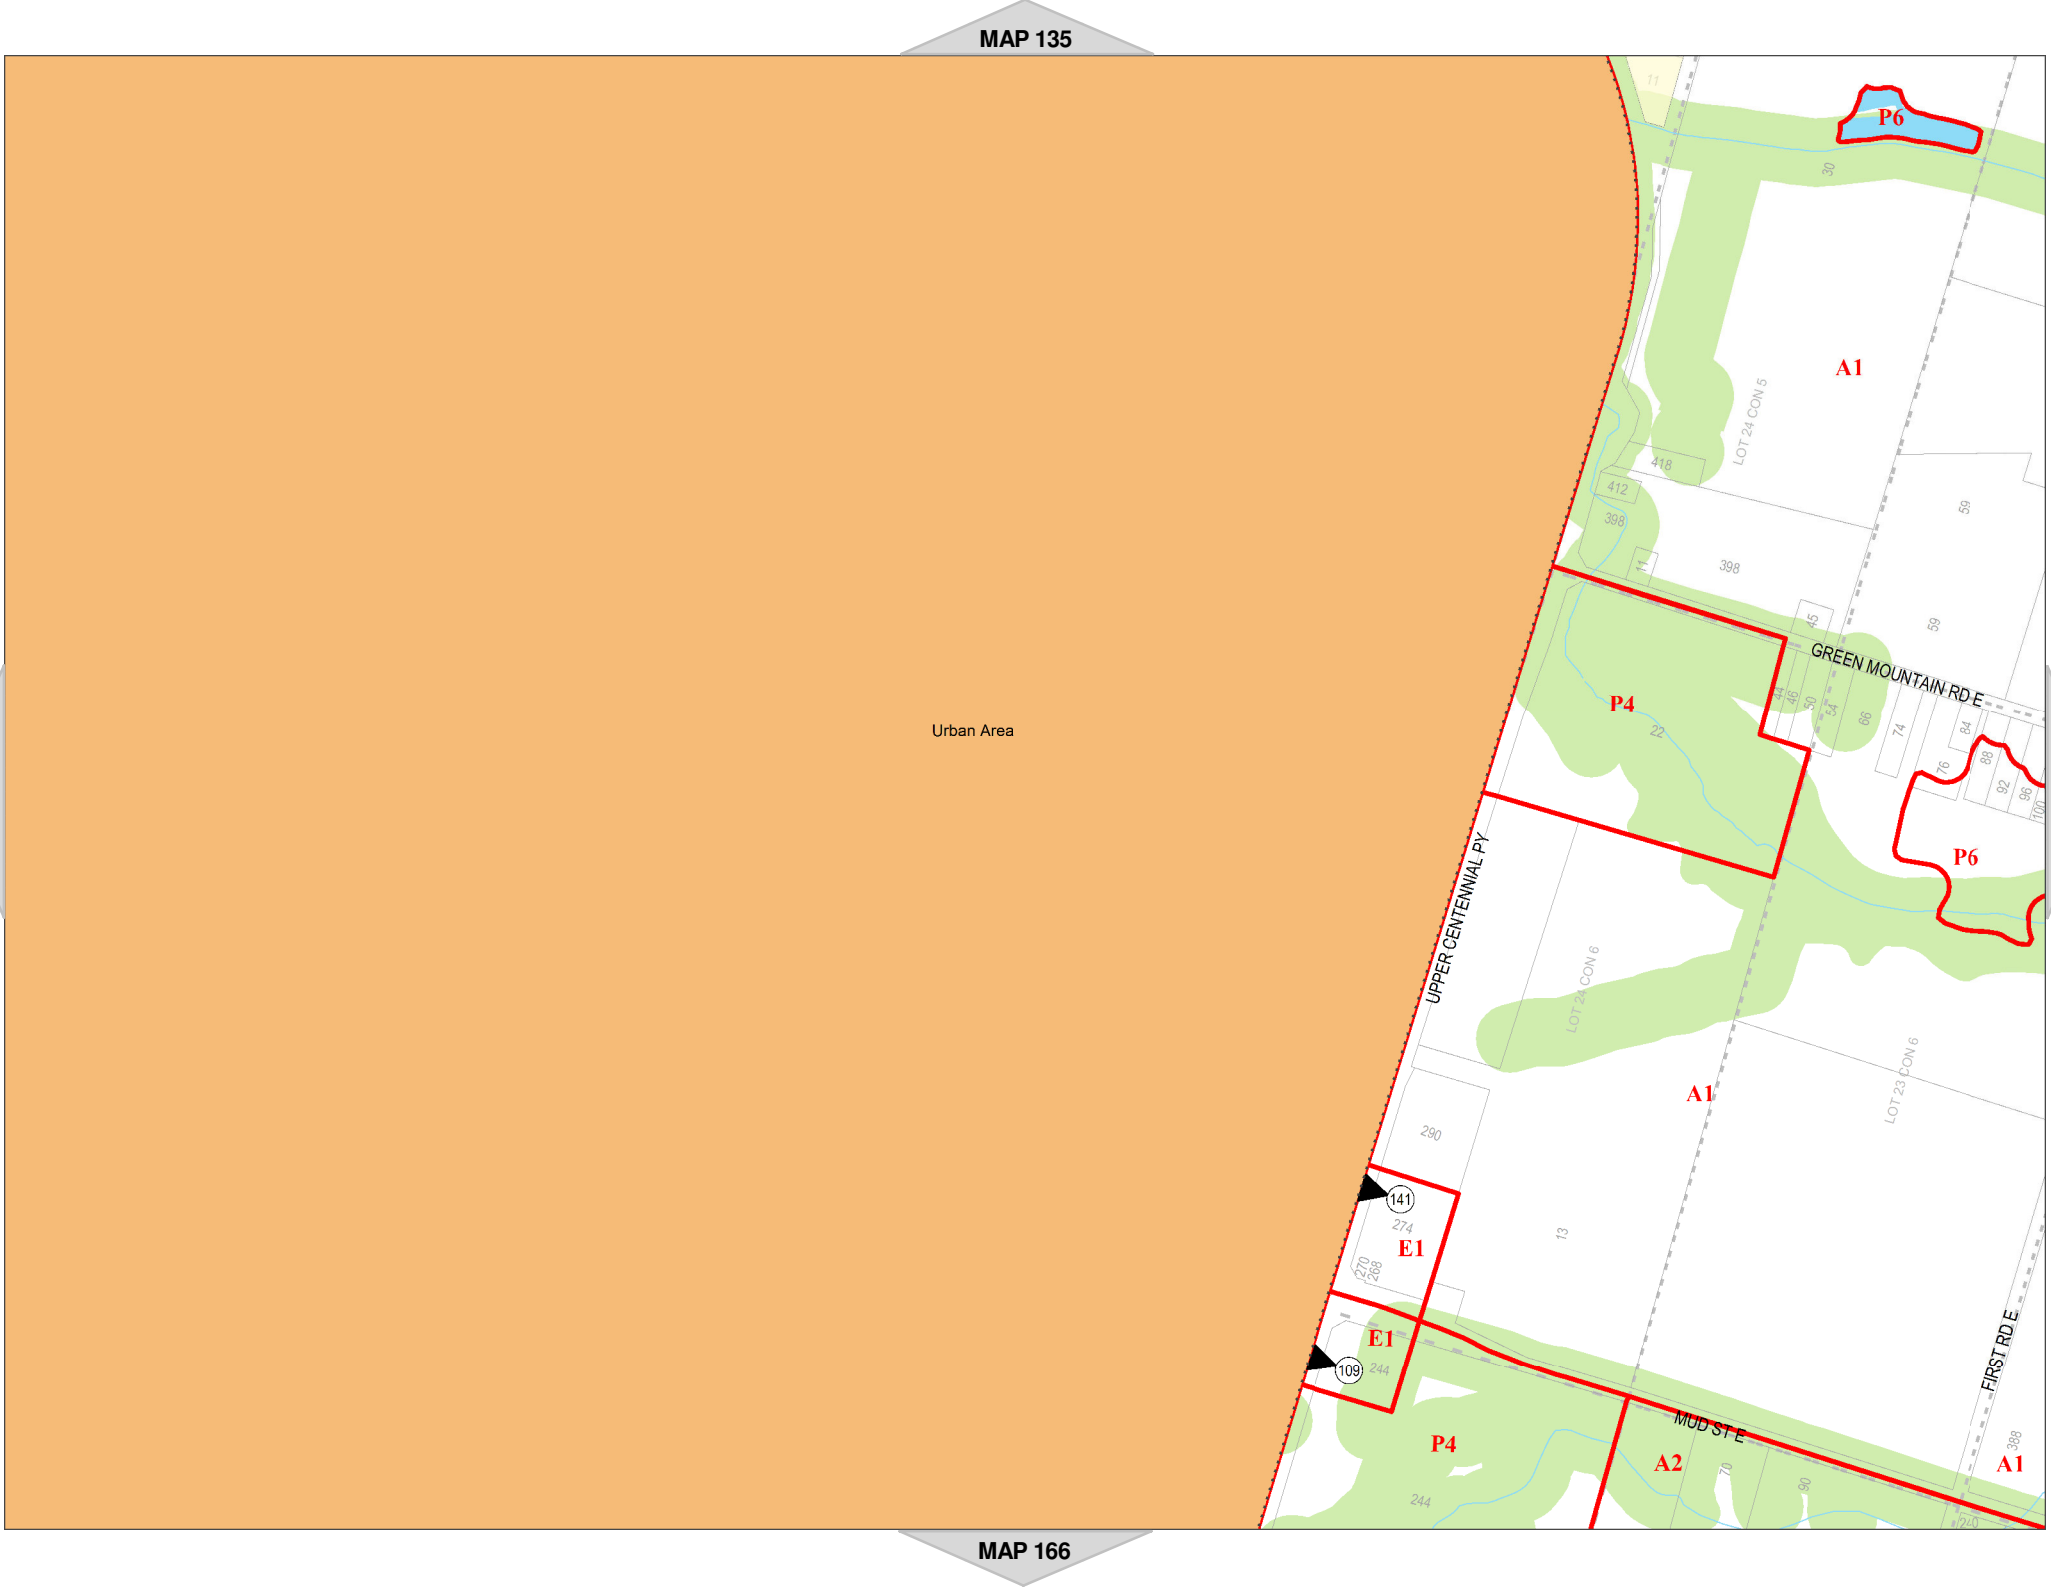 MAP 135
11
P6
30
A1
LOT 24 CON 5
418
412
398
59
11
398
45
59
GREEN MOUNTAIN RD E
P4
22
44
46
50
54
66
74
84
76
88
92
96
100
Urban Area
P6
UPPER CENTENNIAL PY
LOT 24 CON 6
LOT 23 CON 6
A1
290
141
274
E1
270
268
13
E1
109
244
FIRST RD E
MUD ST E
P4
A2
70
90
388
A1
244
240
MAP 166